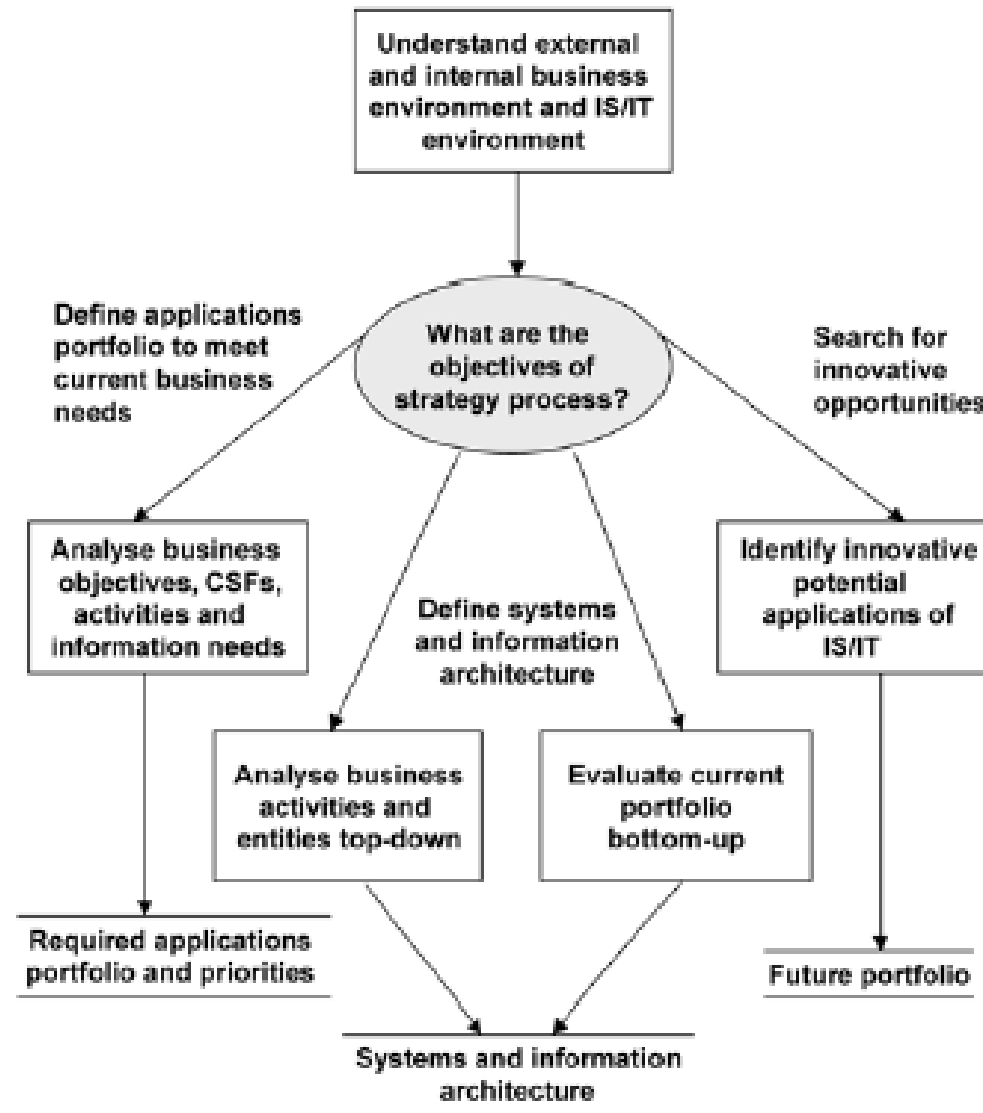 Understand external
and internal business
environment and IS/IT
environment
Define applications
portfolio to meet
current business
needs
What are the
objectives of
strategy process?
Search for
innovative
opportunities
Analyse business
objectives, CSFs,
activities and
information needs
Define systems
and information
architecture
Identify innovative
potential
applications of
IS/IT
Analyse business
activities and
entities top-down
Evaluate current
portfolio
bottom-up
Required applications
portfolio and priorities
Future portfolio
Systems and information
architecture